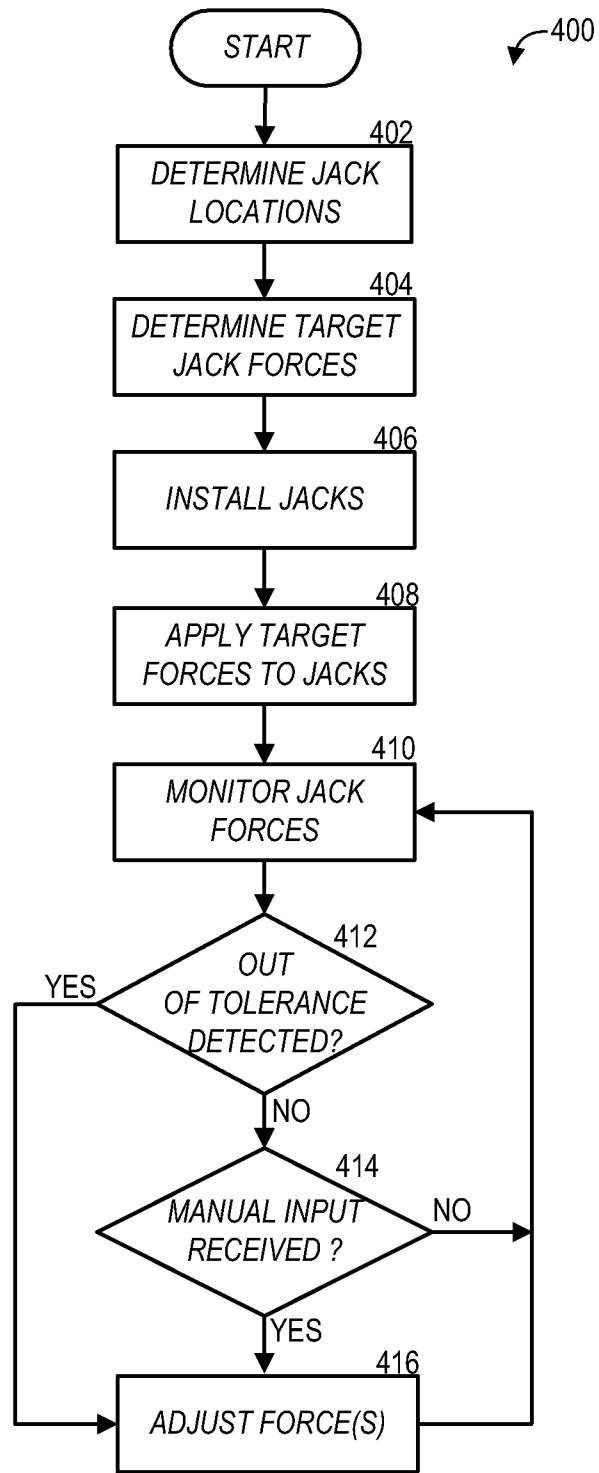 START
400
402
DETERMINE JACK
LOCATIONS
404
DETERMINE TARGET
JACK FORCES
406
INSTALL JACKS
408
APPLY TARGET
FORCES TO JACKS
410
MONITOR JACK
FORCES
412
OUT
OF TOLERANCE
DETECTED?
YES
NO
414
MANUAL INPUT
RECEIVED ?
NO
YES
416
ADJUST FORCE(S)